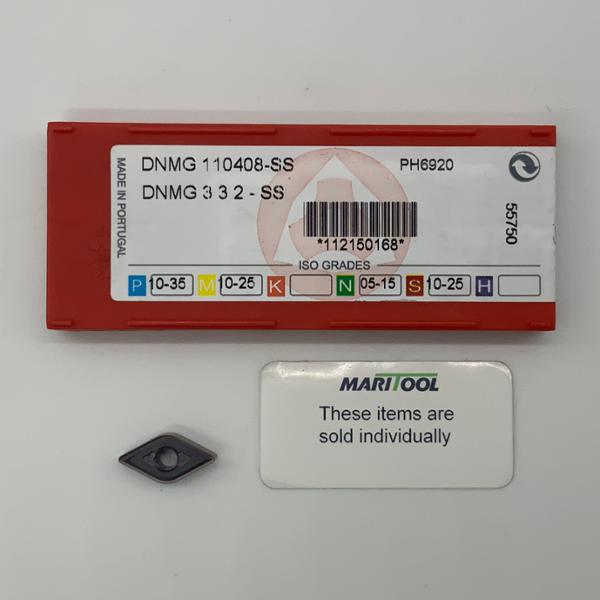 DNMG 110408-SS
PH6920
DNMG 3 3 2 - SS
MADE IN PORTUGAL
55750
*112150168*
ISO GRADES
P 10-35 M 10-25 K N 05-15 S 10-25 H
MARITOOL
These items are
sold individually